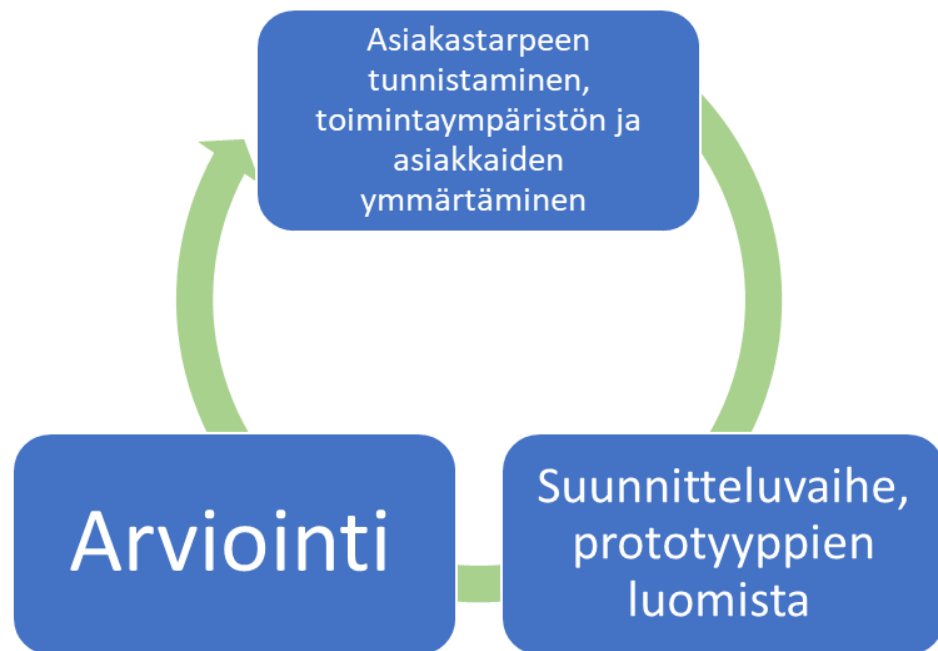 Asiakastarpeen
tunnistaminen,
toimintaympäristön ja
asiakkaiden
ymmärtäminen
Arviointi
Suunnitteluvaihe,
prototyyppien
luomista